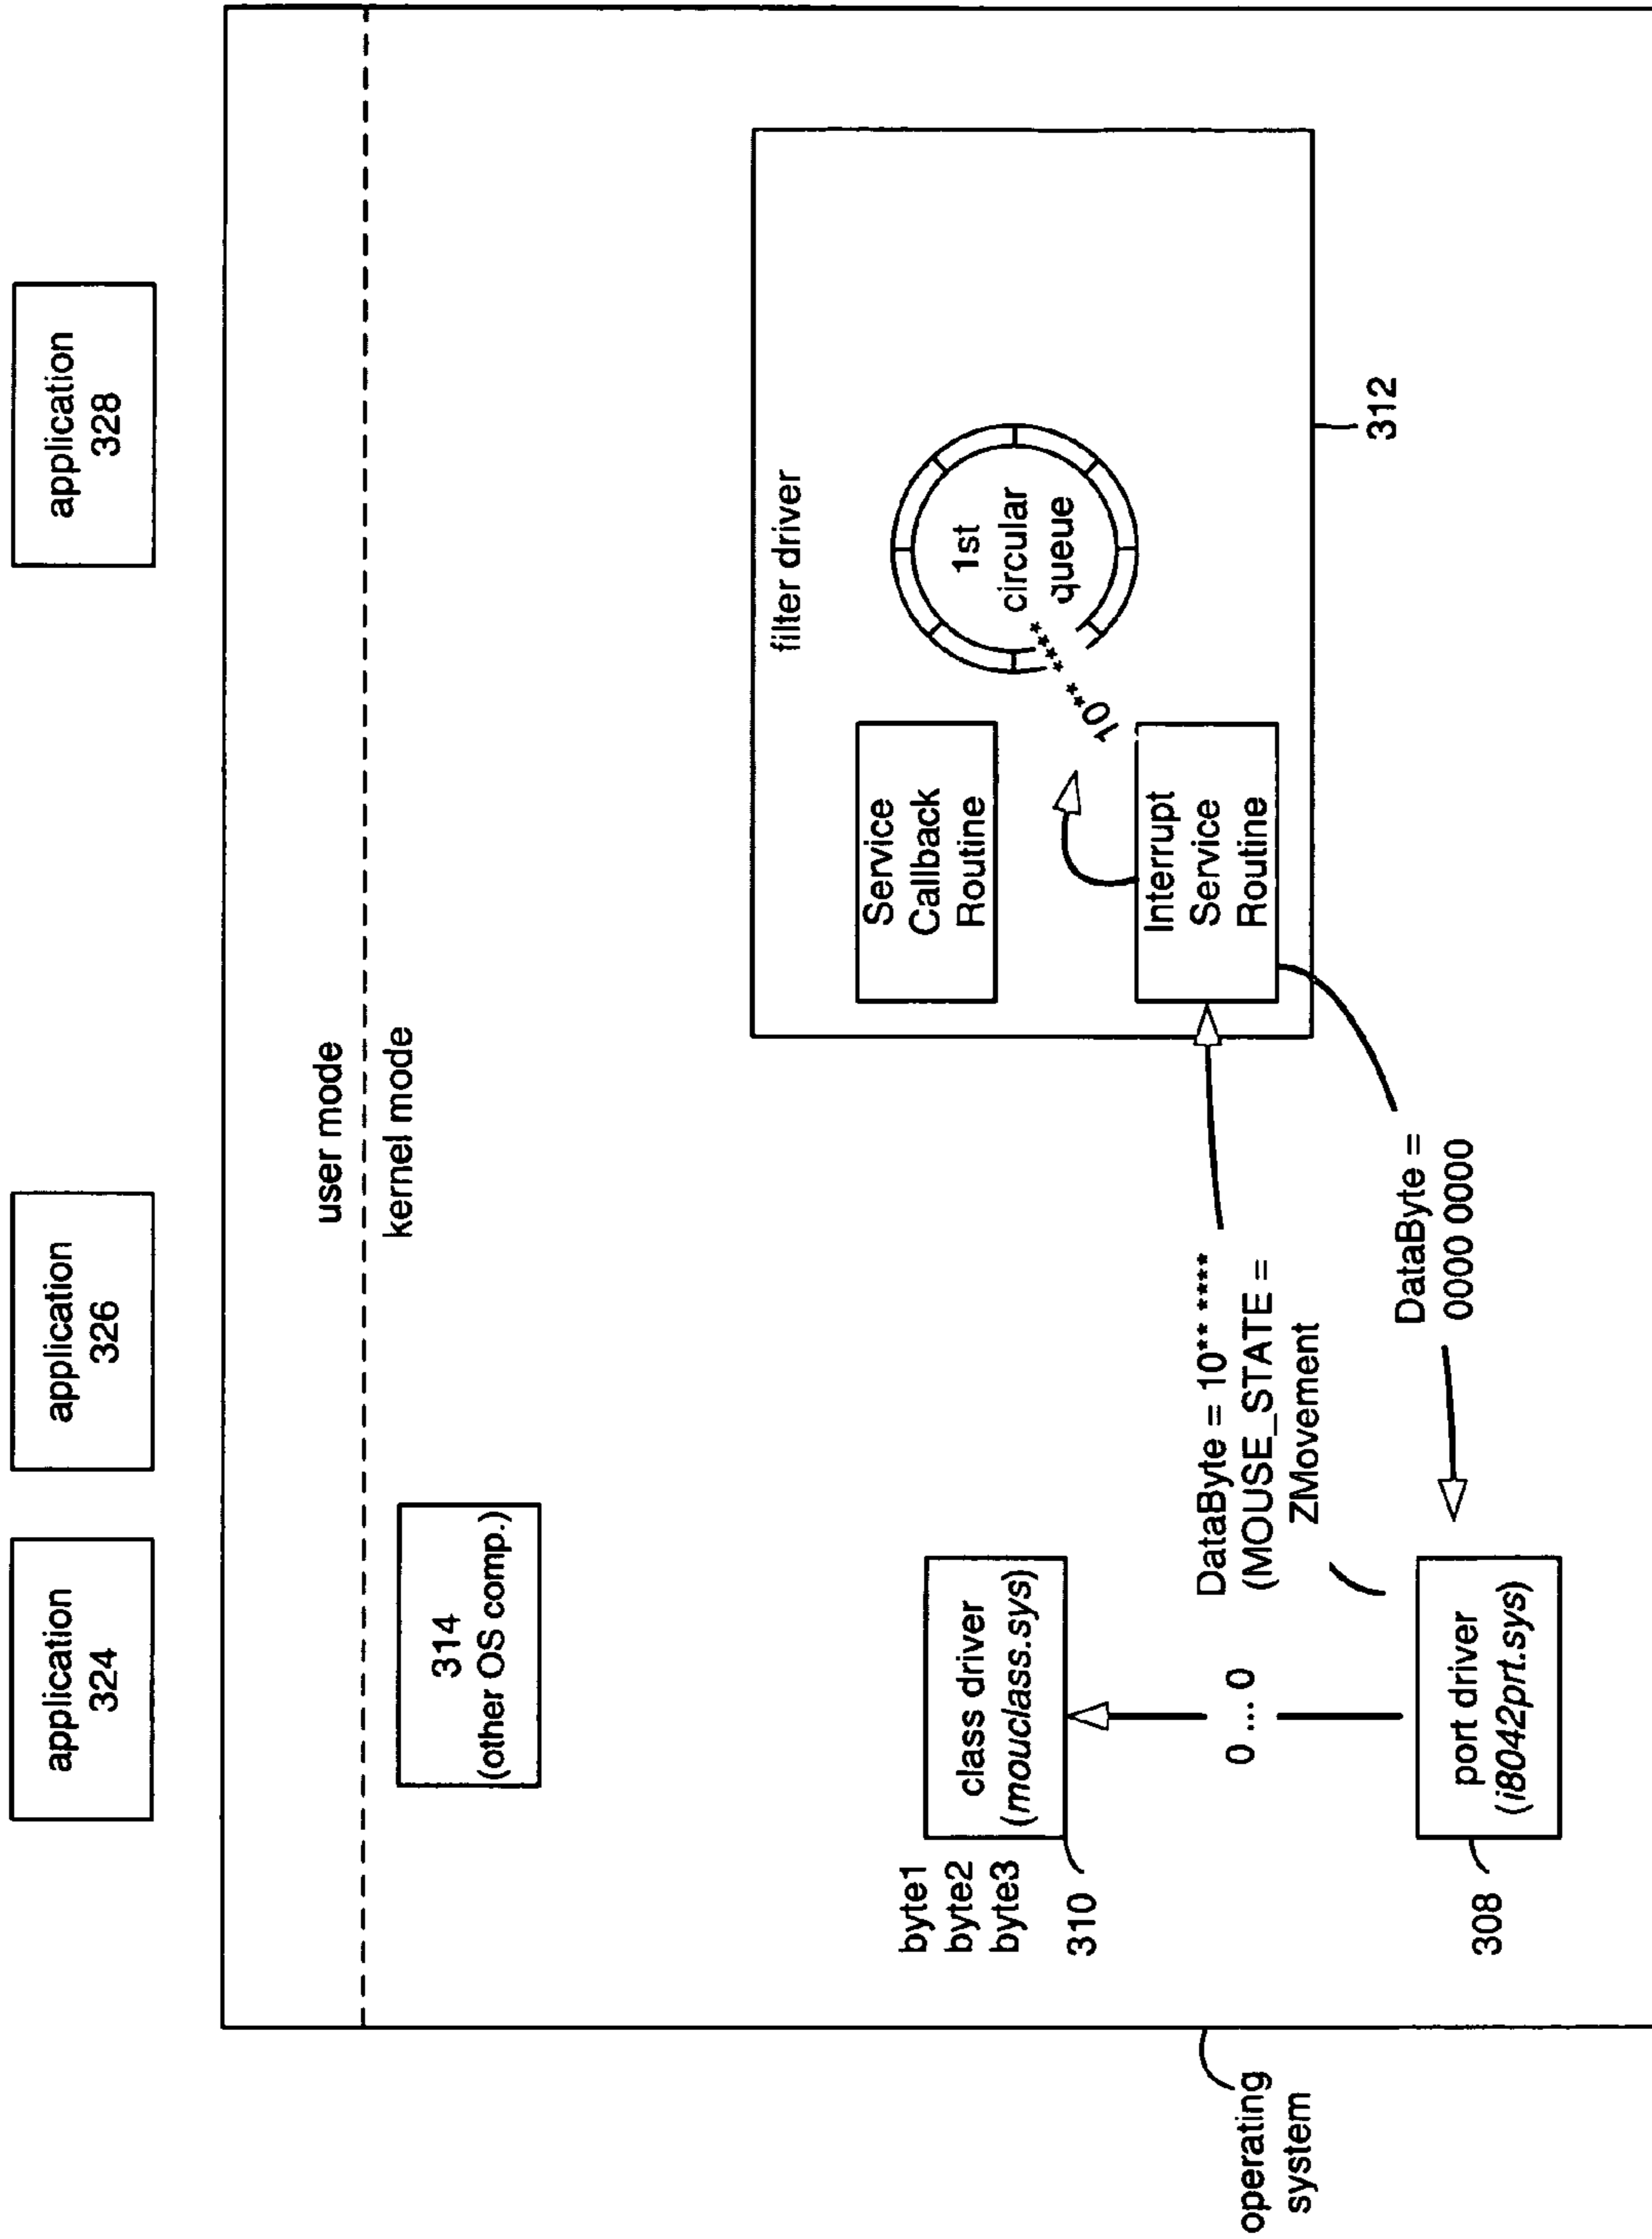 application
324
application
326
application
328
user mode
kernel mode
314
(other OS comp.)
filter driver
byte1
byte2
byte3
310
class driver
(mouclass.sys)
Service
Callback
Routine
1st
circular
queue
10** ****
Interrupt
Service
Routine
0 ... 0
DataByte = 10** ****
(MOUSE_STATE =
ZMovement
DataByte =
0000 0000
312
308
port driver
(i8042prt.sys)
operating
system